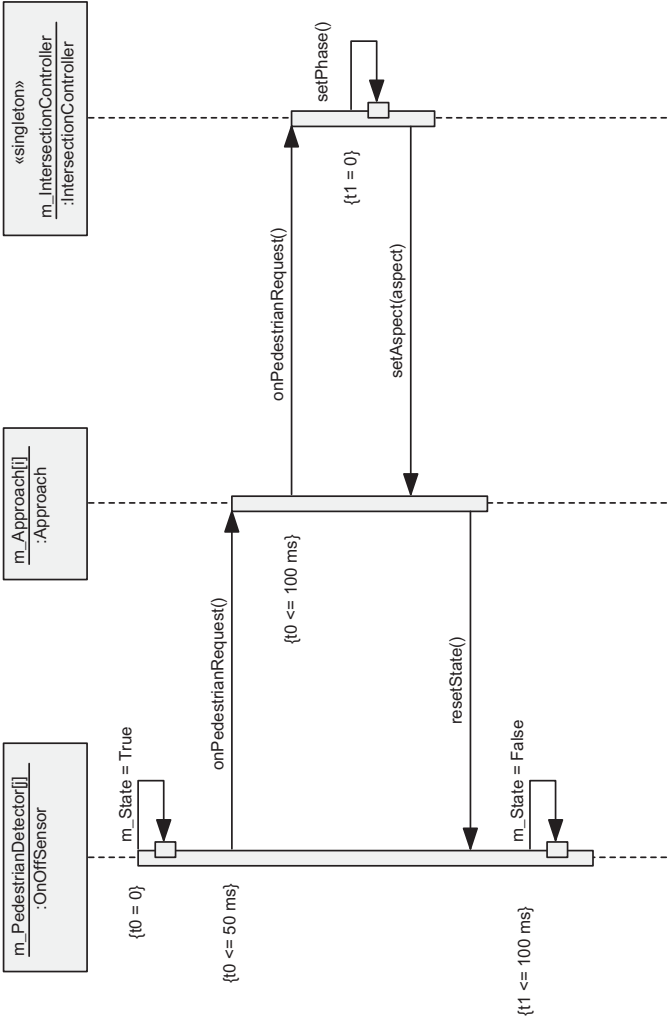 m_PedestrianDetector[j]
:OnOffSensor
m_Approach[i]
:Approach
«singleton»
m_IntersectionController
:IntersectionController
{t0 = 0}
m_State = True
{t0 <= 50 ms}
onPedestrianRequest()
{t0 <= 100 ms}
onPedestrianRequest()
setPhase()
{t1 = 0}
setAspect(aspect)
resetState()
{t1 <= 100 ms}
m_State = False